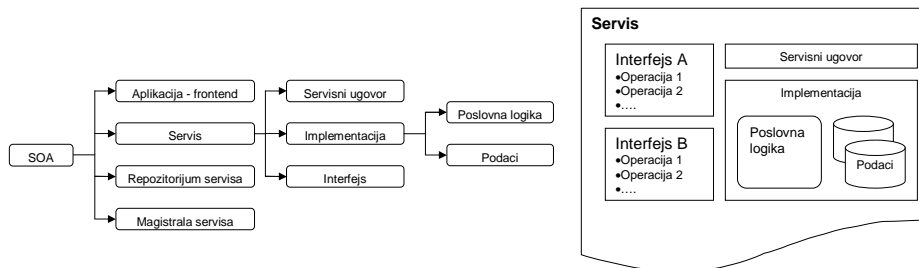 Aplikacija - frontend
Servisni ugovor
Servis
Implementacija
Poslovna logika
SOA
Podaci
Repozitorijum servisa
Interfejs
Magistrala servisa
Servis
Interfejs A
•Operacija 1
•Operacija 2
•….
Interfejs B
•Operacija 1
•Operacija 2
•….
Servisni ugovor
Implementacija
Poslovna
logika
Podaci